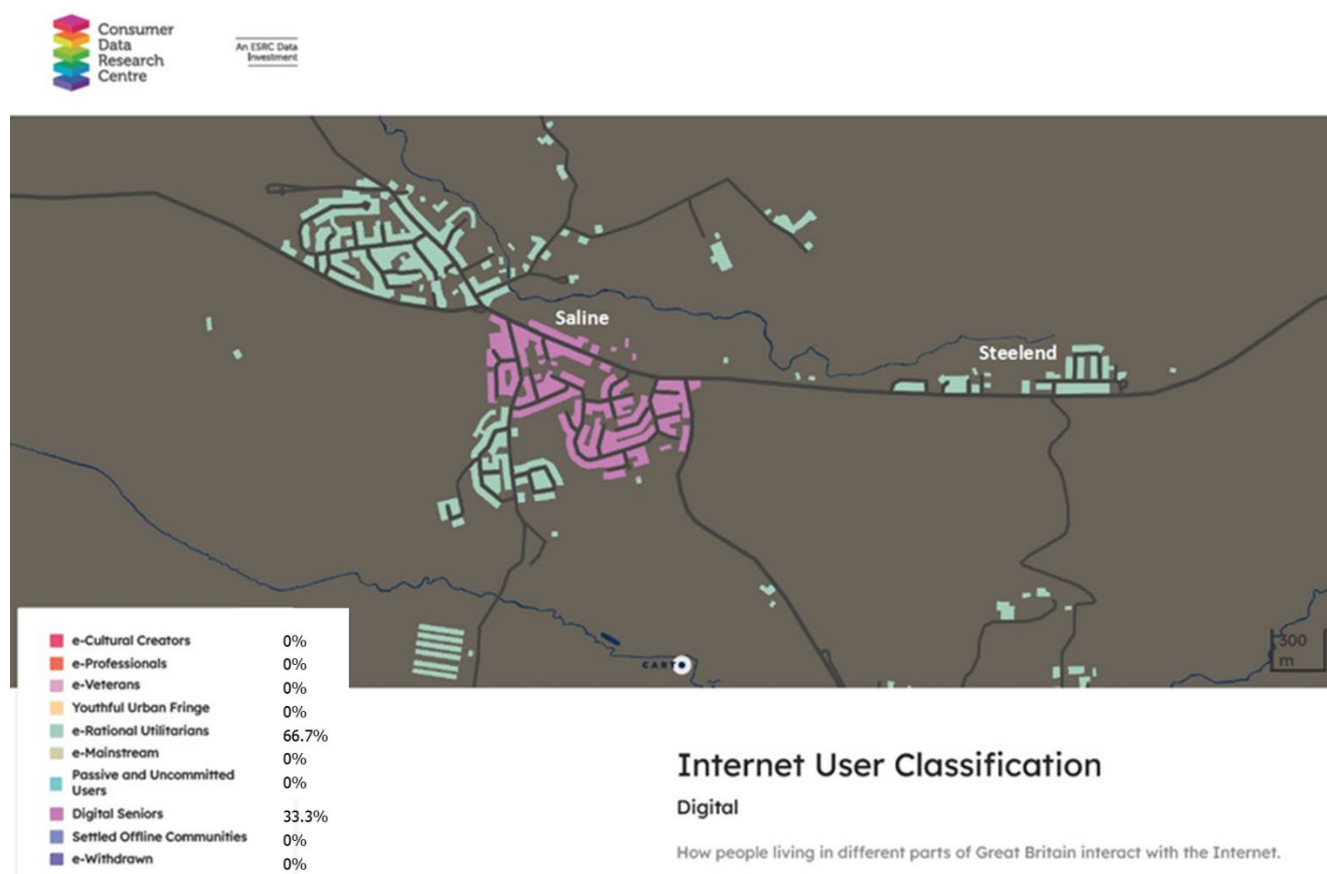 Consumer
Data
Research
Centre
An ESRC Data
Investment
Saline
Steelend
CARTO
300
m
e-Cultural Creators 0%
e-Professionals 0%
e-Veterans 0%
Youthful Urban Fringe 0%
e-Rational Utilitarians 66.7%
e-Mainstream 0%
Passive and Uncommitted
Users 0%
Digital Seniors 33.3%
Settled Offline Communities 0%
e-Withdrawn 0%
Internet User Classification
Digital
How people living in different parts of Great Britain interact with the Internet.